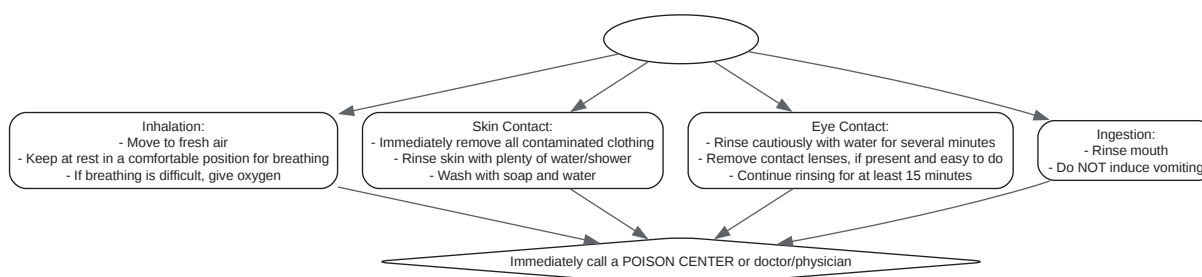 Inhalation:
- Move to fresh air
- Keep at rest in a comfortable position for breathing
- If breathing is difficult, give oxygen
Skin Contact:
- Immediately remove all contaminated clothing
- Rinse skin with plenty of water/shower
- Wash with soap and water
Eye Contact:
- Rinse cautiously with water for several minutes
- Remove contact lenses, if present and easy to do
- Continue rinsing for at least 15 minutes
Ingestion:
- Rinse mouth
- Do NOT induce vomiting
Immediately call a POISON CENTER or doctor/physician